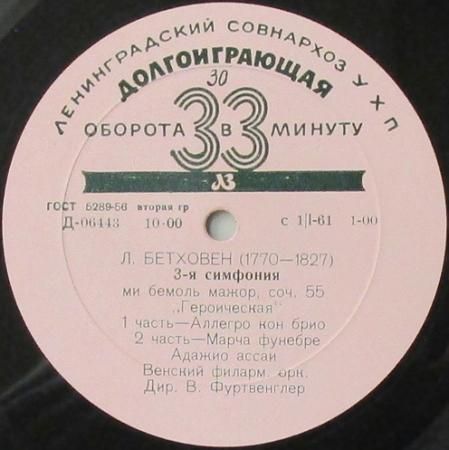 ЛЕНИНГРАДСКИЙ СОВНАРХОЗ УХП
ДОЛГОИГРАЮЩАЯ
30
ОБОРОТА 33 В МИНУТУ
ЛЗ
ГОСТ 5289-56 вторая гр
Д-06443 10-00 с 1/I-61 1-00
Л. БЕТХОВЕН (1770—1827)
3-я симфония
ми бемоль мажор, соч. 55
„Героическая"
1 часть—Аллегро кон брио
2 часть—Марча фунебре
Адажио ассаи
Венский филарм. орк.
Дир. В. Фуртвенглер